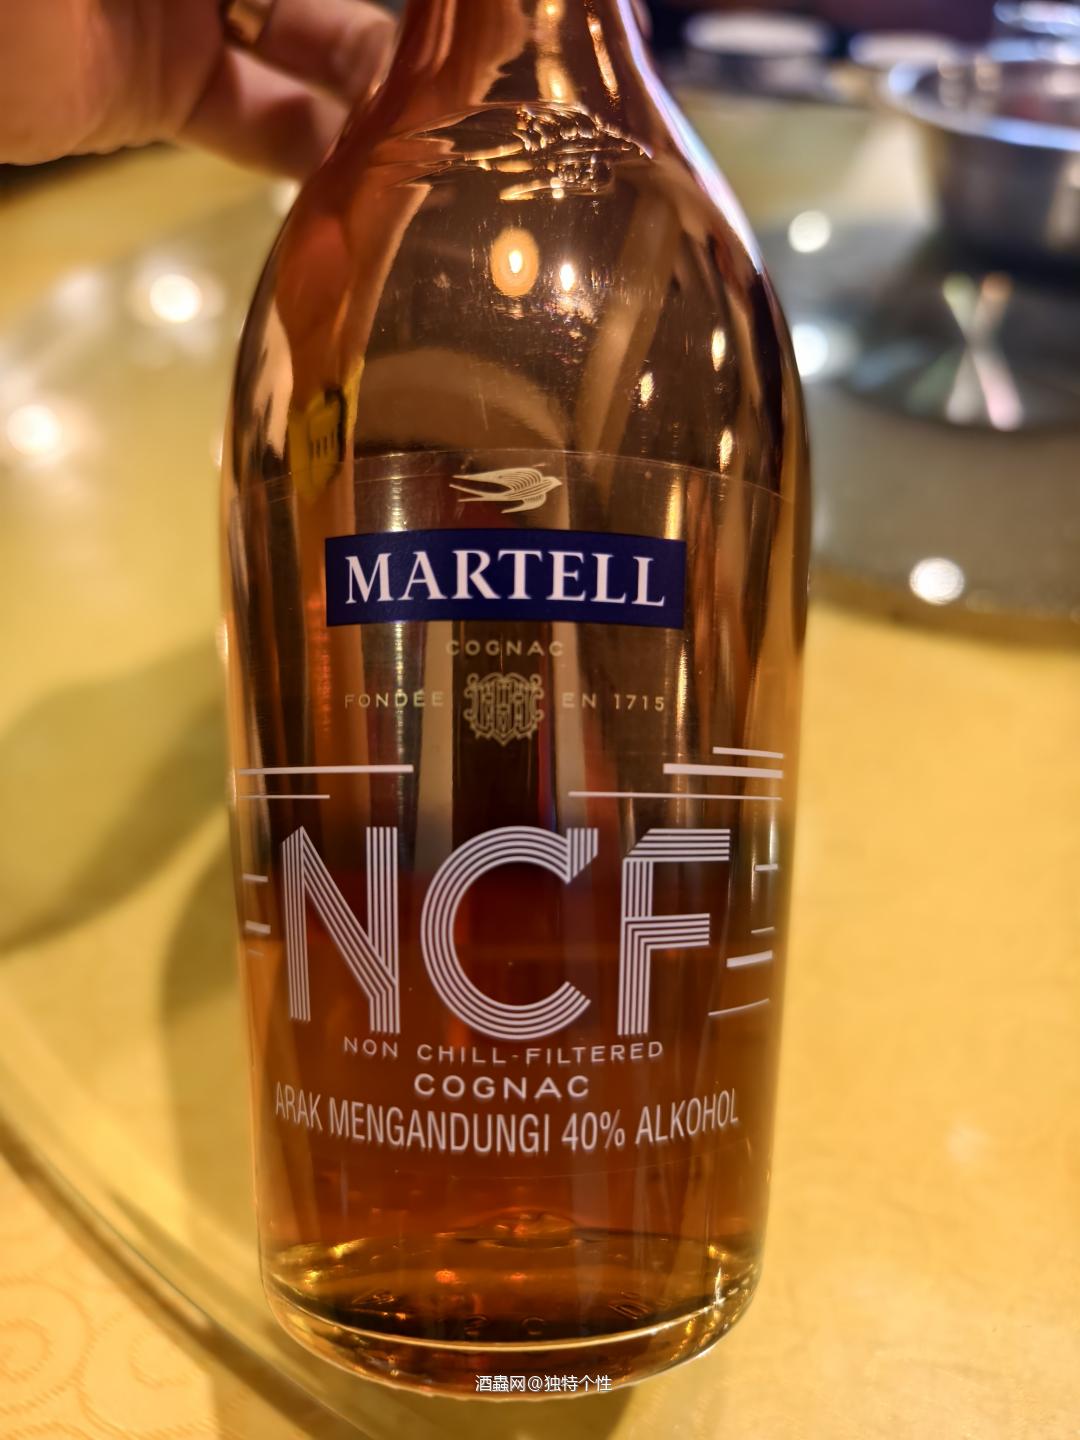 MARTELL
COGNAC
FONDÉE EN 1715
NCF
NON CHILL-FILTERED
COGNAC
ARAK MENGANDUNGI 40% ALKOHOL
酒蟲网@独特个性